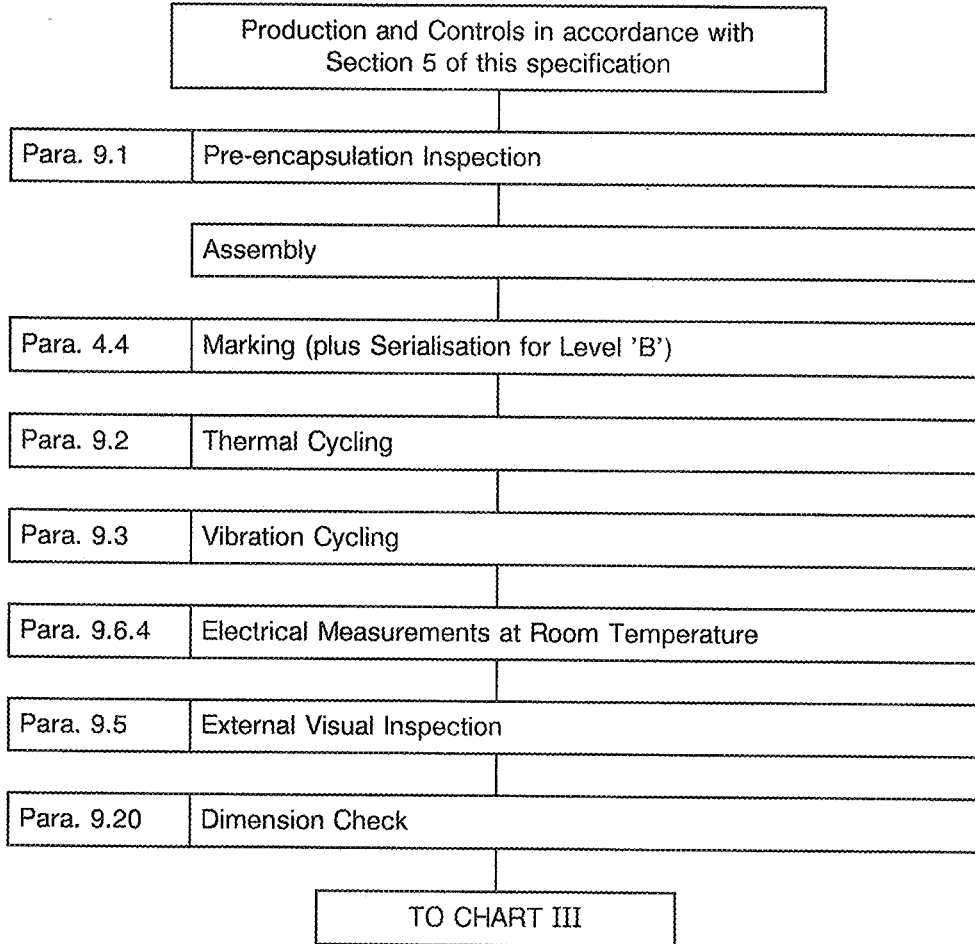 Production and Controls in accordance with
Section 5 of this specification
Para. 9.1 Pre-encapsulation Inspection
Assembly
Para. 4.4 Marking (plus Serialisation for Level 'B')
Para. 9.2 Thermal Cycling
Para. 9.3 Vibration Cycling
Para. 9.6.4 Electrical Measurements at Room Temperature
Para. 9.5 External Visual Inspection
Para. 9.20 Dimension Check
TO CHART III